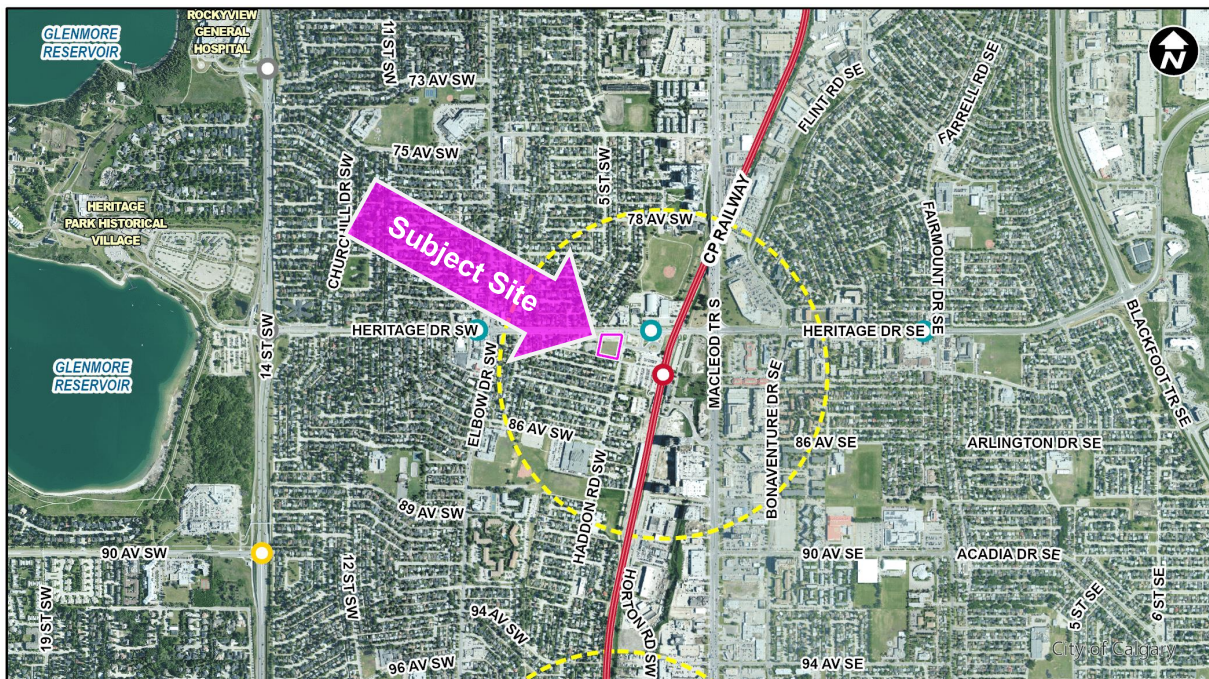 ROCKYVIEW
GENERAL
HOSPITAL
GLENMORE
RESERVOIR
11 ST SW
73 AV SW
N
FLINT RD SE
FARRELL RD SE
75 AV SW
CHURCHILL DR SW
5 ST SW
78 AV SW
CP RAILWAY
HERITAGE
PARK HISTORICAL
VILLAGE
Subject Site
FAIRMOUNT DR SE
14 ST SW
HERITAGE DR SW
HERITAGE DR SE
BLACKFOOT TR SE
GLENMORE
RESERVOIR
ELBOW DR SW
MACLEOD TR S
BONAVENTURE DR SE
86 AV SW
86 AV SE
ARLINGTON DR SE
HADDON RD SW
89 AV SW
90 AV SW
90 AV SE
ACADIA DR SE
12 ST SW
19 ST SW
HORTON RD SW
94 AV SW
5 ST SE
6 ST SE
96 AV SW
94 AV SE
City of Calgary